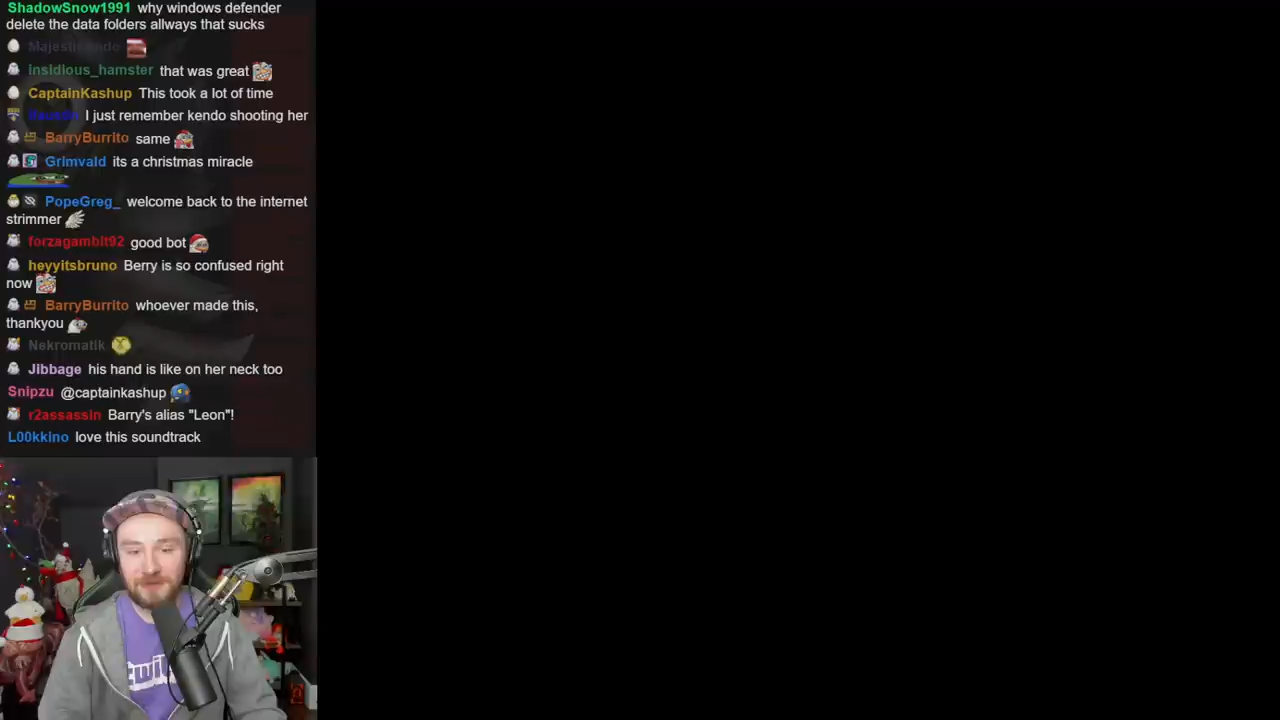 ShadowSnow1991 why windows defender
delete the data folders allways that sucks
insidious_hamster that was great
CaptainKashup This took a lot of time
I just remember kendo shooting her
BarryBurrito same
Grimvald its a christmas miracle
PopeGreg_ welcome back to the internet
strimmer
forzagambit92 good bot
heyyitsbruno Berry is so confused right
now
BarryBurrito whoever made this,
thankyou
Nekromatik
Jibbage his hand is like on her neck too
Snipzu @captainkashup
r2assassin Barry's alias "Leon"!
L00kkino love this soundtrack
twitch